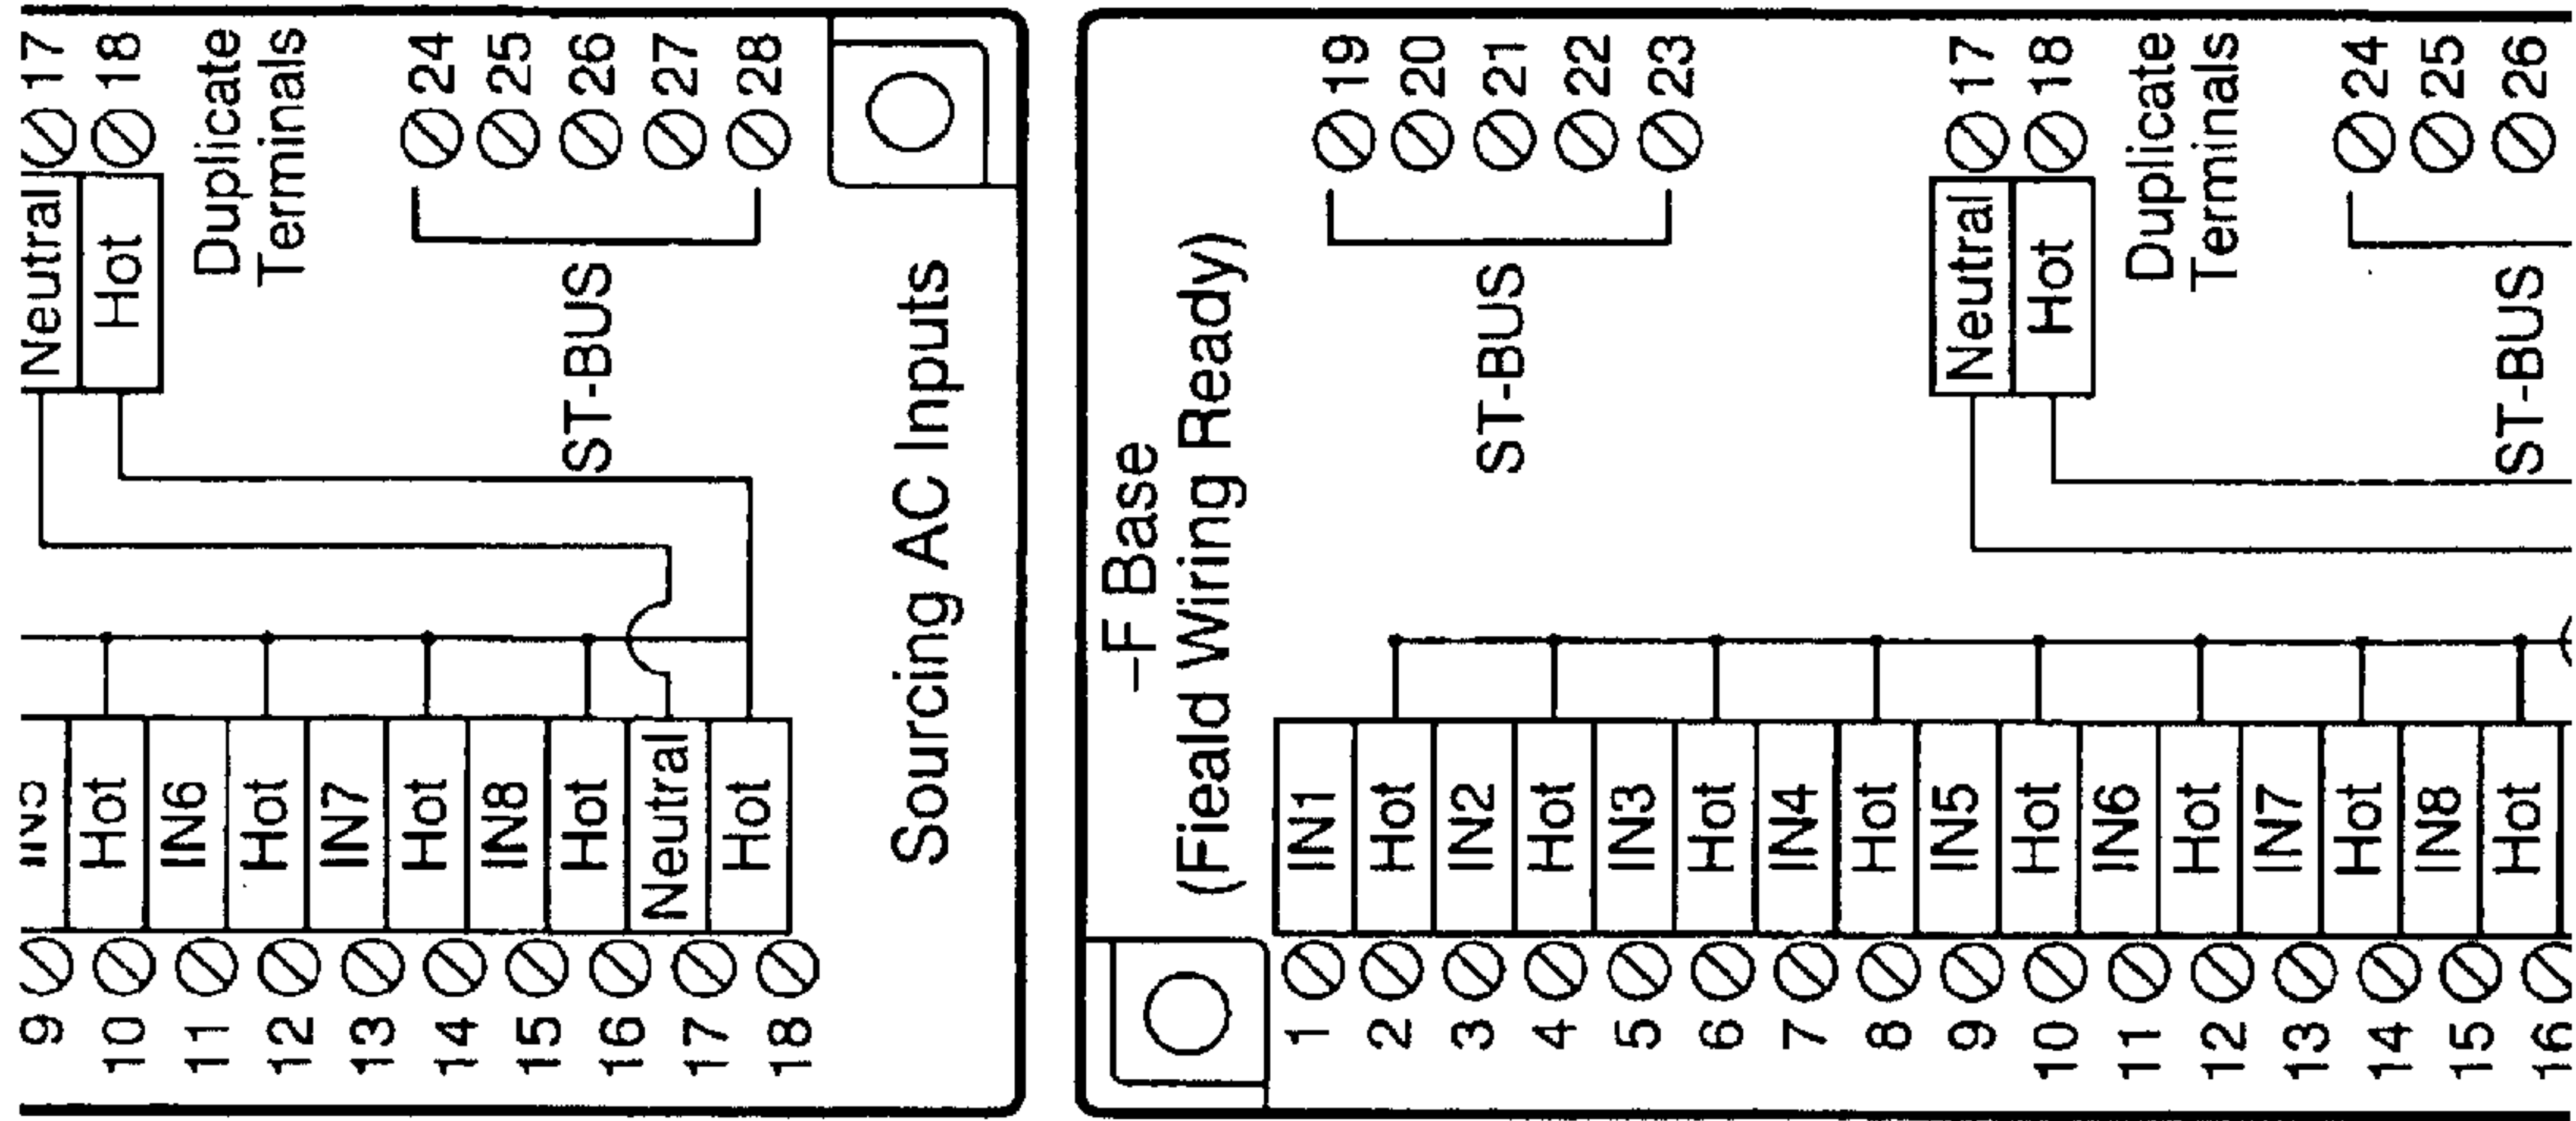 17
18
Duplicate
Terminals
24
25
26
27
28
Neutral
Hot
ST-BUS
Sourcing AC Inputs
Hot
IN6
Hot
IN7
Hot
IN8
Hot
Neutral
Hot
9
10
11
12
13
14
15
16
17
18
–F Base
(Fieald Wiring Ready)
19
20
21
22
23
ST-BUS
17
18
Neutral
Hot
Duplicate
Terminals
24
25
26
ST-BUS
IN1
Hot
IN2
Hot
IN3
Hot
IN4
Hot
IN5
Hot
IN6
Hot
IN7
Hot
IN8
Hot
1
2
3
4
5
6
7
8
9
10
11
12
13
14
15
16